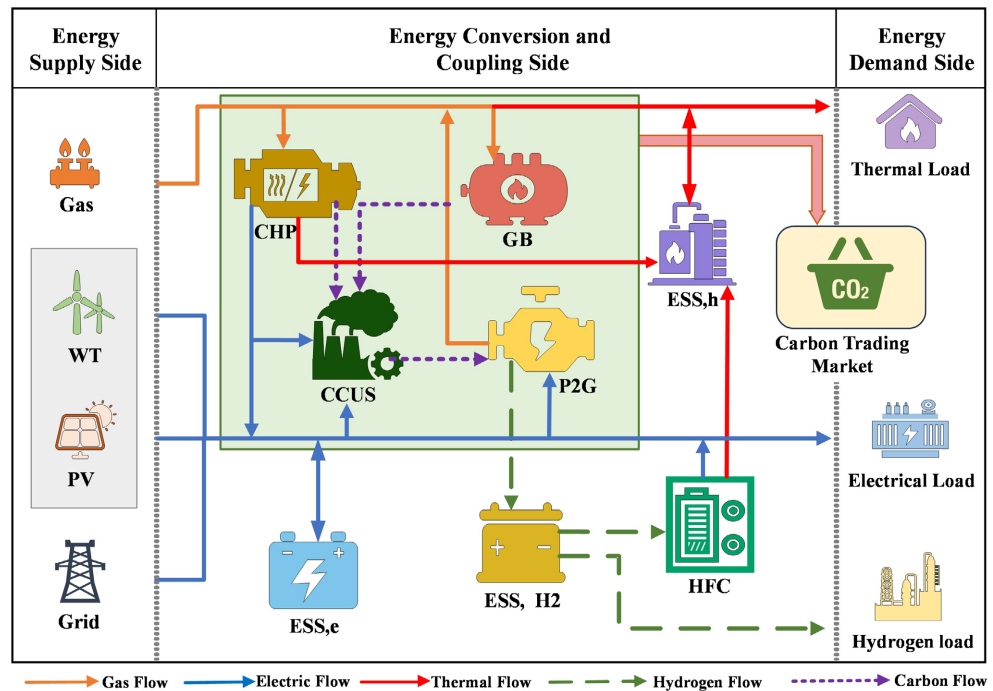 Energy
Supply Side
Energy Conversion and
Coupling Side
Energy
Demand Side
Gas
WT
PV
Grid
CHP
GB
CCUS
P2G
ESS,h
ESS,e
ESS, H2
HFC
Thermal Load
CO₂
Carbon Trading
Market
Electrical Load
Hydrogen load
Gas Flow
Electric Flow
Thermal Flow
Hydrogen Flow
Carbon Flow